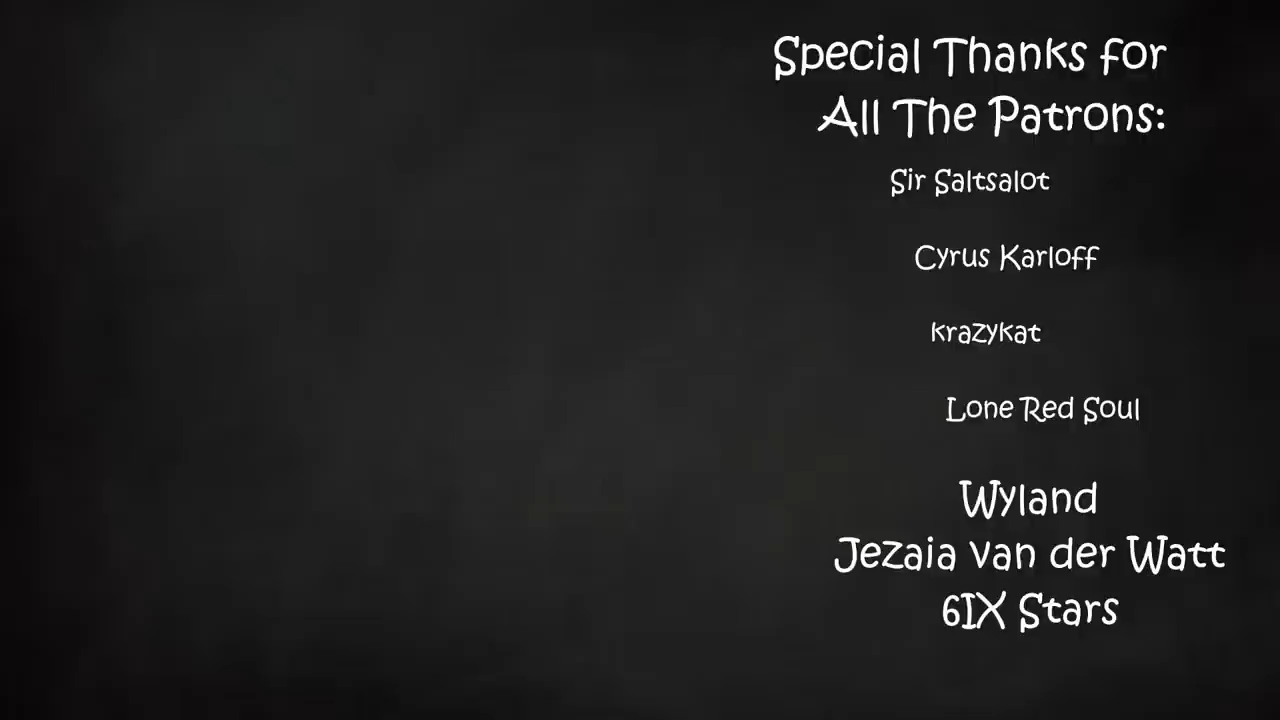 Special Thanks for
All The Patrons:
Sir Saltsalot
Cyrus Karloff
krazykat
Lone Red Soul
Wyland
Jezaia van der Watt
6IX Stars